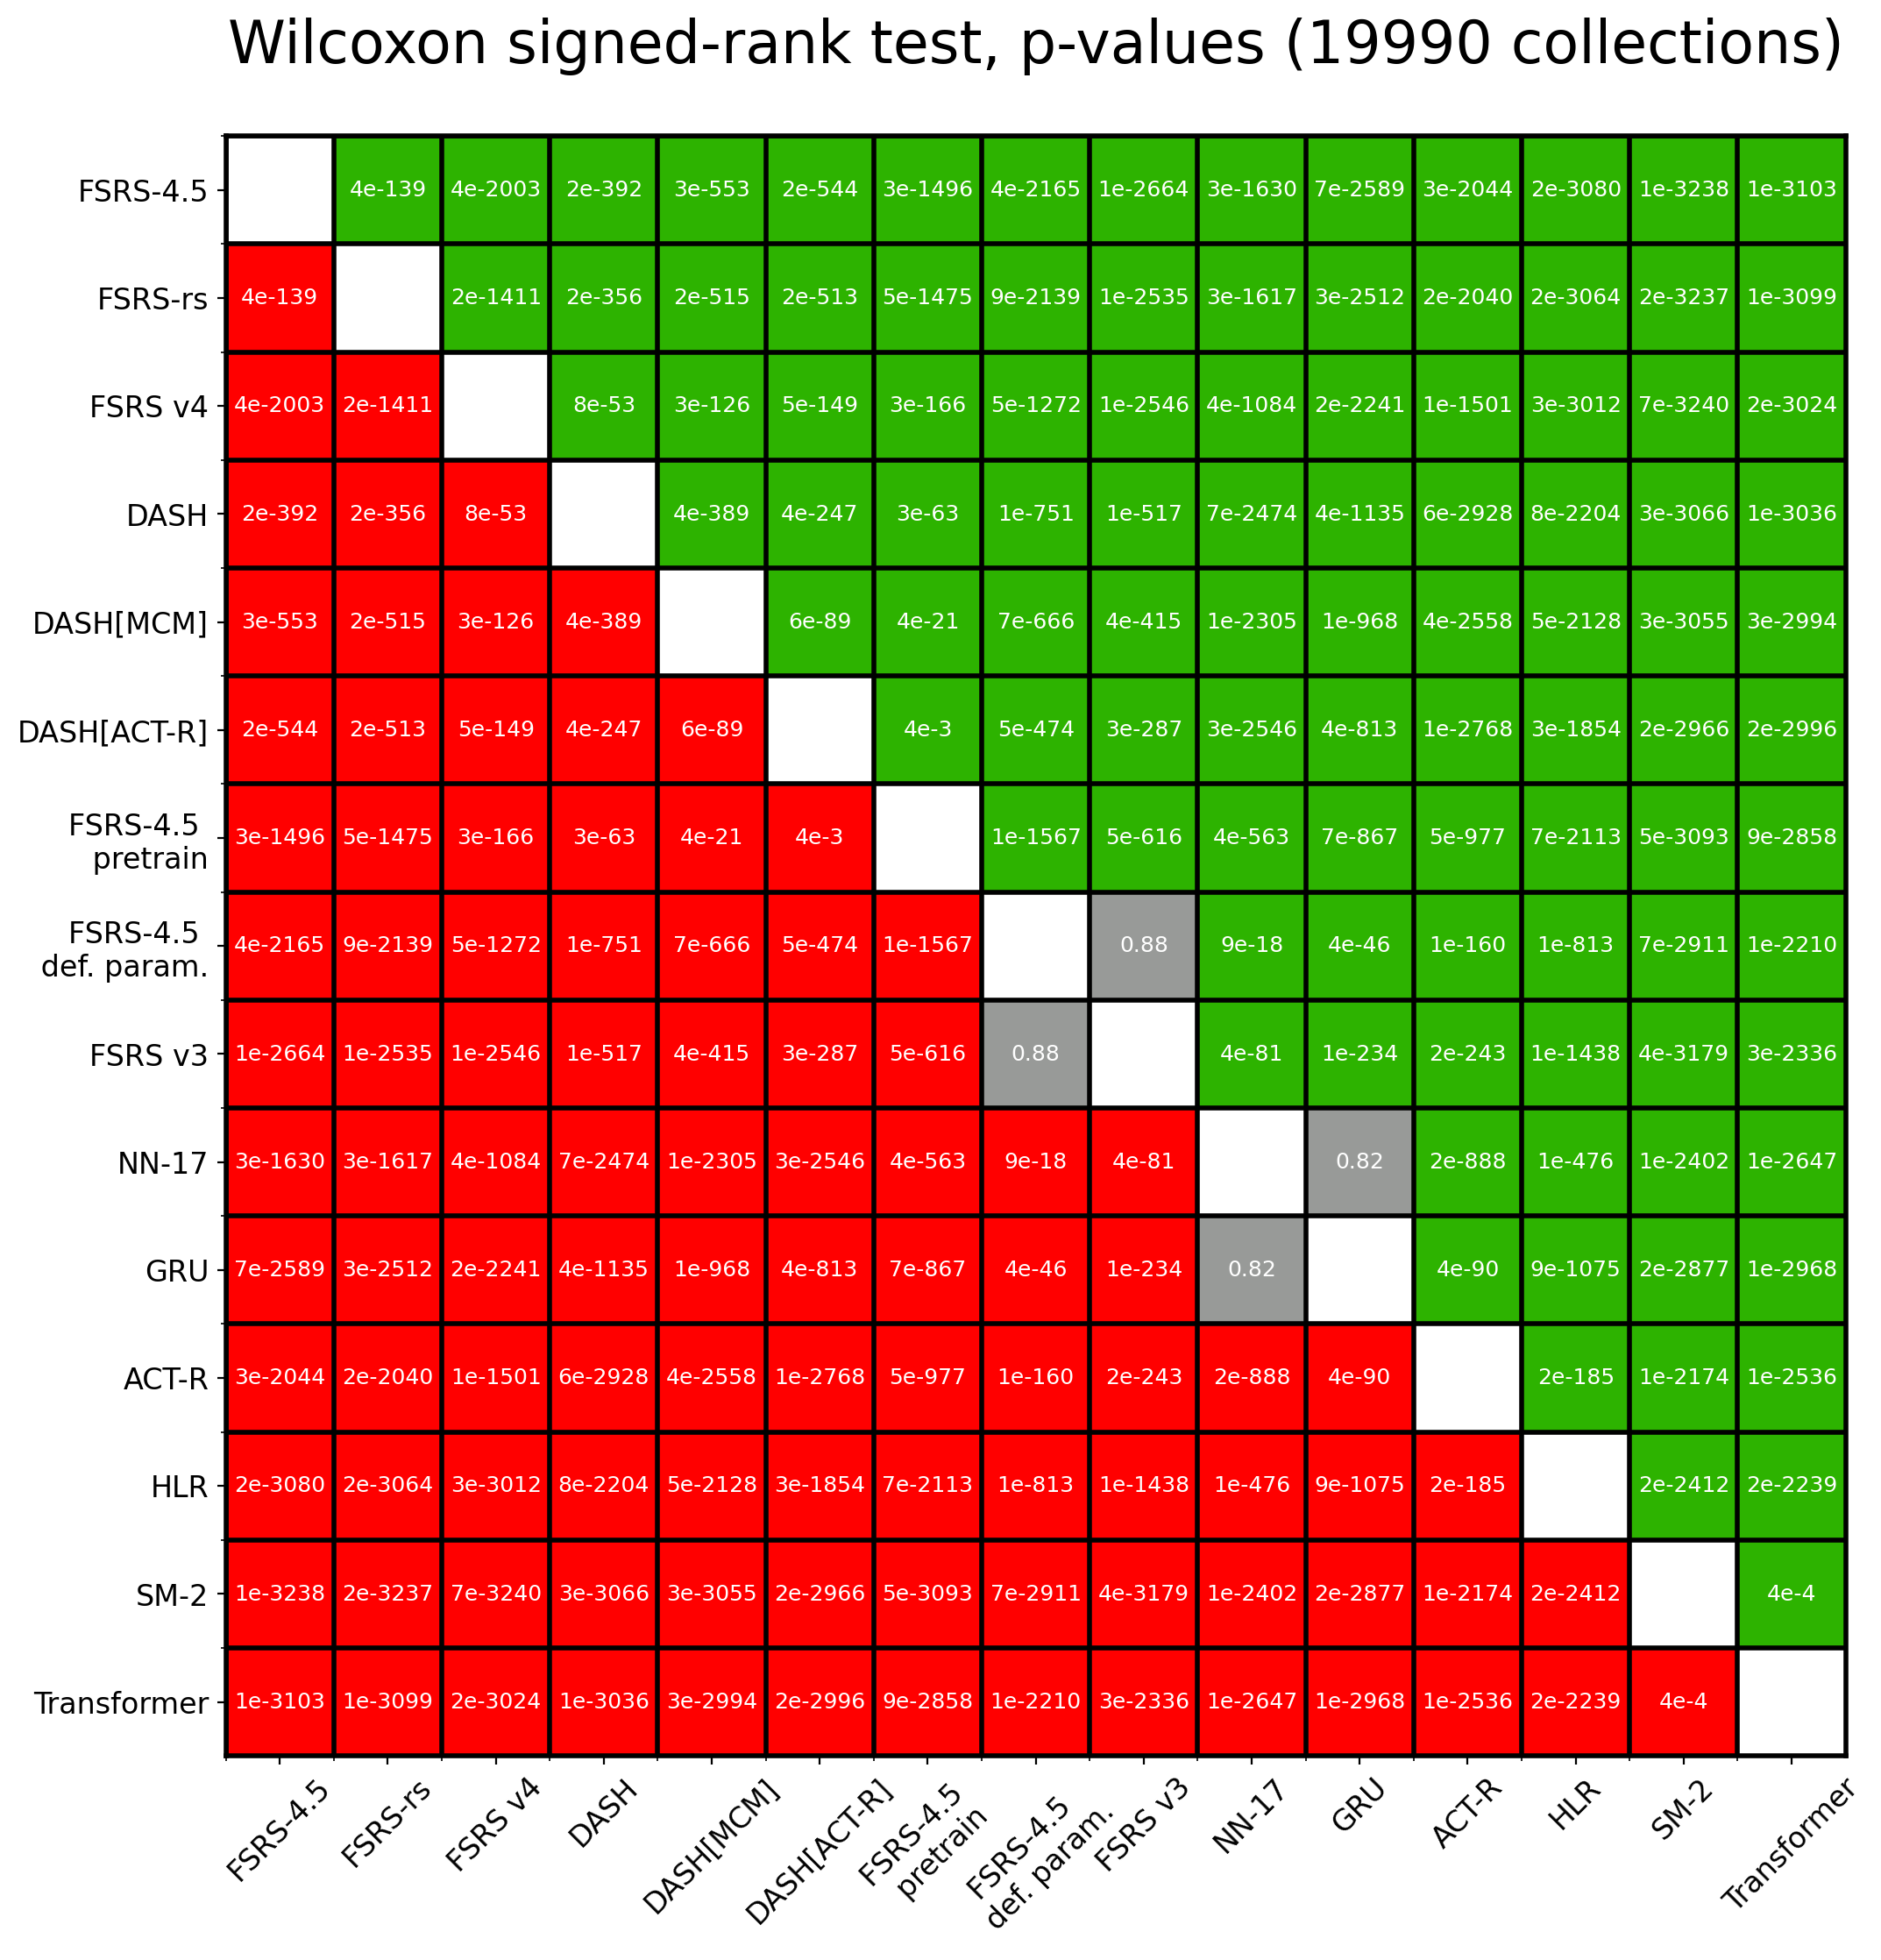 Wilcoxon signed-rank test, p-values (19990 collections)
FSRS-4.5 4e-139 4e-2003 2e-392 3e-553 2e-544 3e-1496 4e-2165 1e-2664 3e-1630 7e-2589 3e-2044 2e-3080 1e-3238 1e-3103
FSRS-rs 4e-139 2e-1411 2e-356 2e-515 2e-513 5e-1475 9e-2139 1e-2535 3e-1617 3e-2512 2e-2040 2e-3064 2e-3237 1e-3099
FSRS v4 4e-2003 2e-1411 8e-53 3e-126 5e-149 3e-166 5e-1272 1e-2546 4e-1084 2e-2241 1e-1501 3e-3012 7e-3240 2e-3024
DASH 2e-392 2e-356 8e-53 4e-389 4e-247 3e-63 1e-751 1e-517 7e-2474 4e-1135 6e-2928 8e-2204 3e-3066 1e-3036
DASH[MCM] 3e-553 2e-515 3e-126 4e-389 6e-89 4e-21 7e-666 4e-415 1e-2305 1e-968 4e-2558 5e-2128 3e-3055 3e-2994
DASH[ACT-R] 2e-544 2e-513 5e-149 4e-247 6e-89 4e-3 5e-474 3e-287 3e-2546 4e-813 1e-2768 3e-1854 2e-2966 2e-2996
FSRS-4.5
pretrain 3e-1496 5e-1475 3e-166 3e-63 4e-21 4e-3 1e-1567 5e-616 4e-563 7e-867 5e-977 7e-2113 5e-3093 9e-2858
FSRS-4.5
def. param. 4e-2165 9e-2139 5e-1272 1e-751 7e-666 5e-474 1e-1567 0.88 9e-18 4e-46 1e-160 1e-813 7e-2911 1e-2210
FSRS v3 1e-2664 1e-2535 1e-2546 1e-517 4e-415 3e-287 5e-616 0.88 4e-81 1e-234 2e-243 1e-1438 4e-3179 3e-2336
NN-17 3e-1630 3e-1617 4e-1084 7e-2474 1e-2305 3e-2546 4e-563 9e-18 4e-81 0.82 2e-888 1e-476 1e-2402 1e-2647
GRU 7e-2589 3e-2512 2e-2241 4e-1135 1e-968 4e-813 7e-867 4e-46 1e-234 0.82 4e-90 9e-1075 2e-2877 1e-2968
ACT-R 3e-2044 2e-2040 1e-1501 6e-2928 4e-2558 1e-2768 5e-977 1e-160 2e-243 2e-888 4e-90 2e-185 1e-2174 1e-2536
HLR 2e-3080 2e-3064 3e-3012 8e-2204 5e-2128 3e-1854 7e-2113 1e-813 1e-1438 1e-476 9e-1075 2e-185 2e-2412 2e-2239
SM-2 1e-3238 2e-3237 7e-3240 3e-3066 3e-3055 2e-2966 5e-3093 7e-2911 4e-3179 1e-2402 2e-2877 1e-2174 2e-2412 4e-4
Transformer 1e-3103 1e-3099 2e-3024 1e-3036 3e-2994 2e-2996 9e-2858 1e-2210 3e-2336 1e-2647 1e-2968 1e-2536 2e-2239 4e-4
FSRS-4.5
FSRS-rs
FSRS v4
DASH
DASH[MCM]
DASH[ACT-R]
FSRS-4.5
pretrain
FSRS-4.5
def. param.
FSRS v3
NN-17
GRU
ACT-R
HLR
SM-2
Transformer